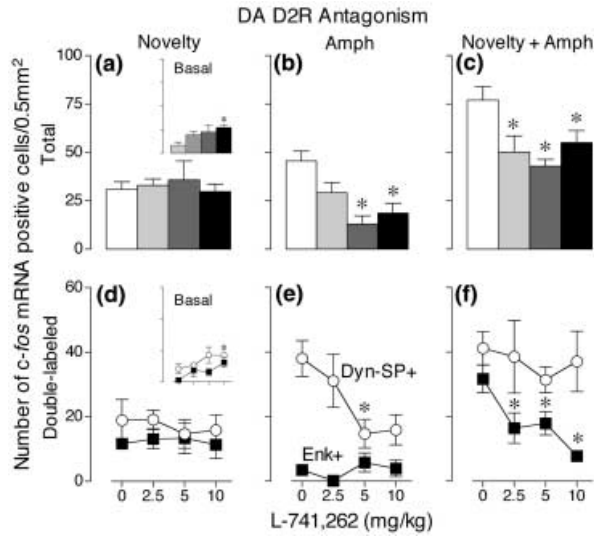 DA D2R Antagonism
Novelty
Amph
Novelty + Amph
Number of c-fos mRNA positive cells/0.5mm²
Total
Double-labeled
(a)
Basal
*
(b)
* *
(c)
* * *
100
75
50
25
0
(d)
Basal
*
(e)
Dyn-SP+
*
Enk+
(f)
* * *
60
40
20
0
0 2.5 5 10
0 2.5 5 10
0 2.5 5 10
L-741,262 (mg/kg)